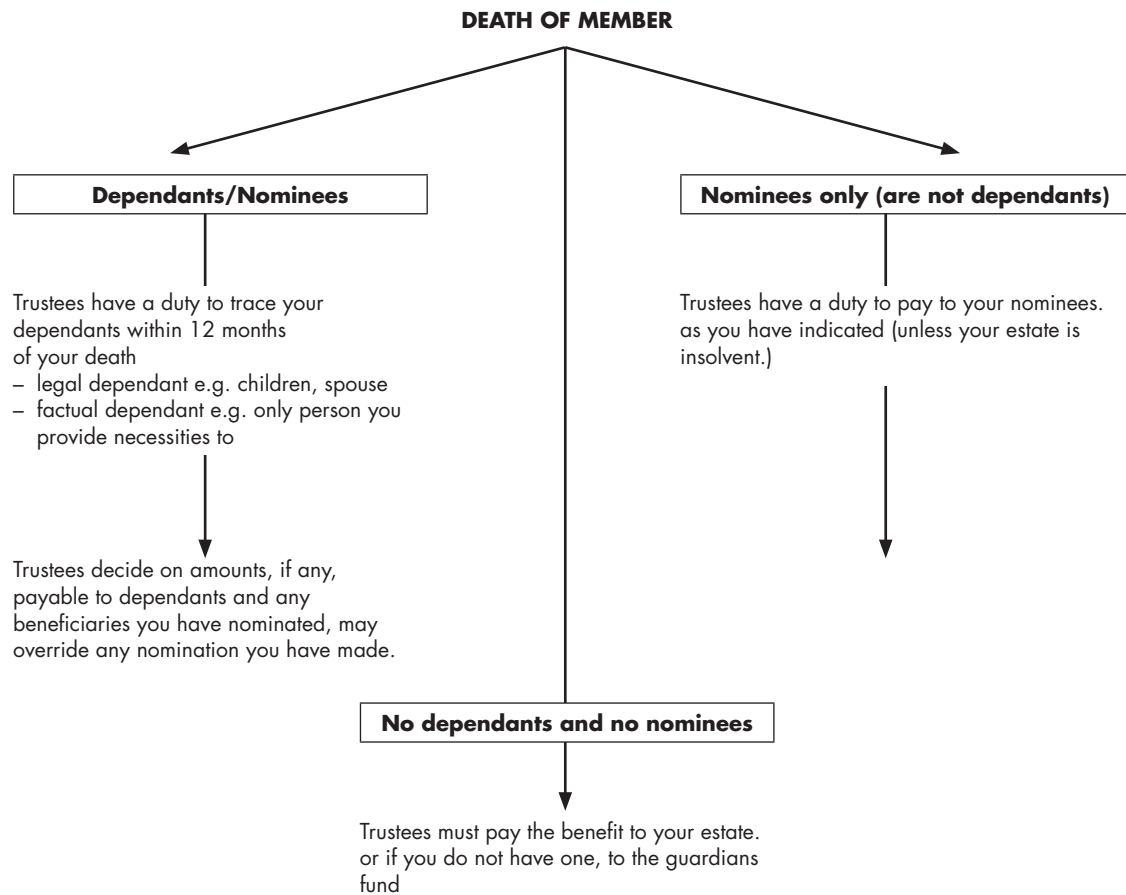 DEATH OF MEMBER
Dependants/Nominees
Trustees have a duty to trace your
dependants within 12 months
of your death
– legal dependant e.g. children, spouse
– factual dependant e.g. only person you
provide necessities to
Trustees decide on amounts, if any,
payable to dependants and any
beneficiaries you have nominated, may
override any nomination you have made.
Nominees only (are not dependants)
Trustees have a duty to pay to your nominees.
as you have indicated (unless your estate is
insolvent.)
No dependants and no nominees
Trustees must pay the benefit to your estate.
or if you do not have one, to the guardians
fund